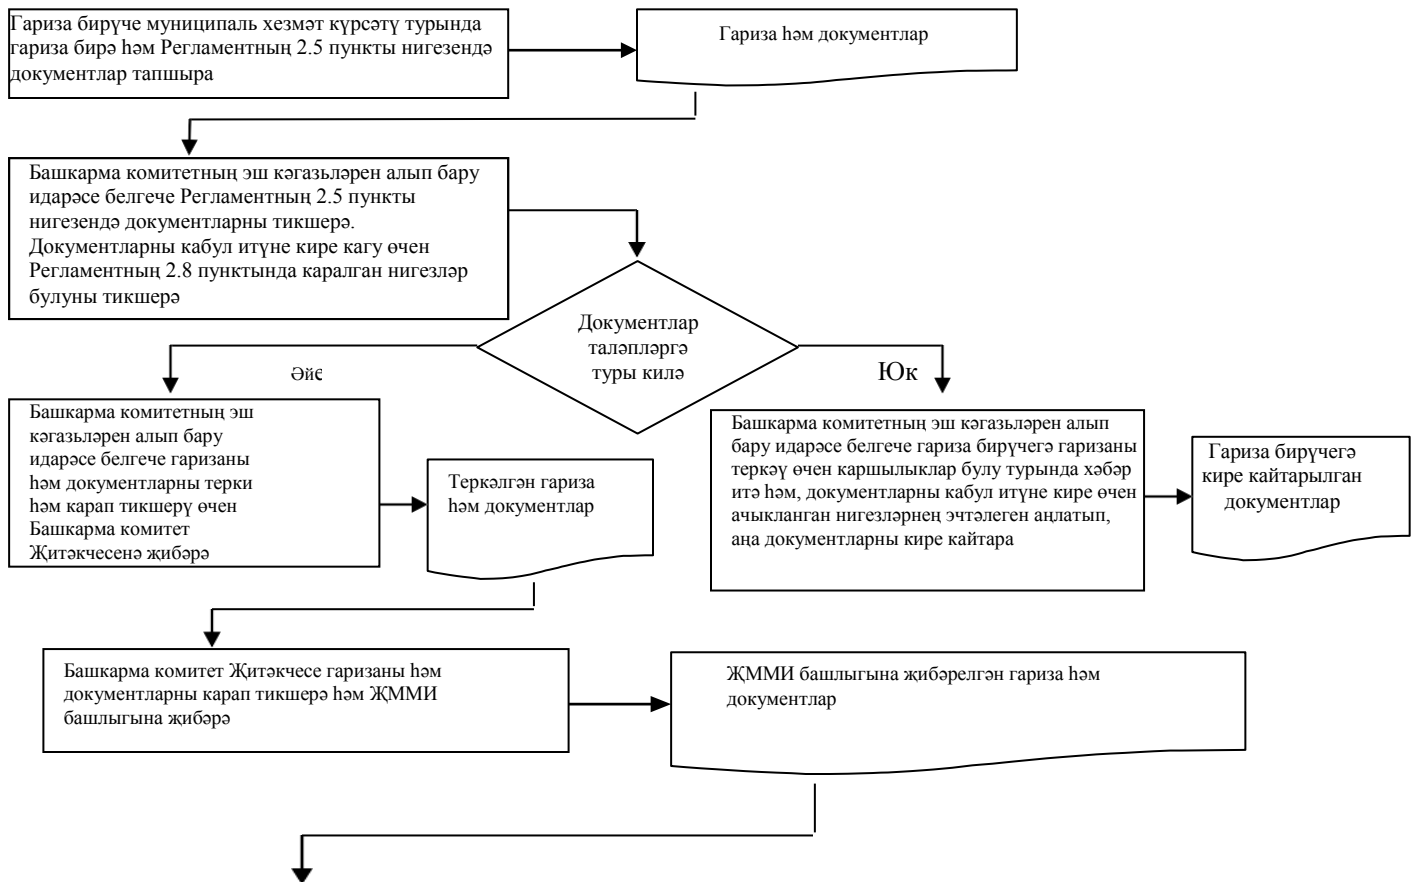 Гариза бирүче муниципаль хезмәт күрсәтү турында
гариза бирә һәм Регламентның 2.5 пункты нигезендә
документлар тапшыра
Гариза һәм документлар
Башкарма комитетның эш кәгазьләрен алып бару
идарәсе белгече Регламентның 2.5 пункты
нигезендә документларны тикшерә.
Документларны кабул итүне кире кагу өчен
Регламентның 2.8 пунктында каралган нигезләр
булуны тикшерә
Документлар
таләпләргә
туры килә
Әйе
Юк
Башкарма комитетның эш
кәгазьләрен алып бару
идарәсе белгече гаризаны
һәм документларны терки
һәм карап тикшерү өчен
Башкарма комитет
Җитәкчесенә җибәрә
Теркәлгән гариза
һәм документлар
Башкарма комитетның эш кәгазьләрен алып
бару идарәсе белгече гариза бирүчегә гаризаны
теркәү өчен каршылыклар булу турында хәбәр
итә һәм, документларны кабул итүне кире өчен
ачыкланган нигезләрнең эчтәлеген аңлатып,
аңа документларны кире кайтара
Гариза бирүчегә
кире кайтарылган
документлар
Башкарма комитет Җитәкчесе гаризаны һәм
документларны карап тикшерә һәм ҖММИ
башлыгына җибәрә
ҖММИ башлыгына җибәрелгән гариза һәм
документлар